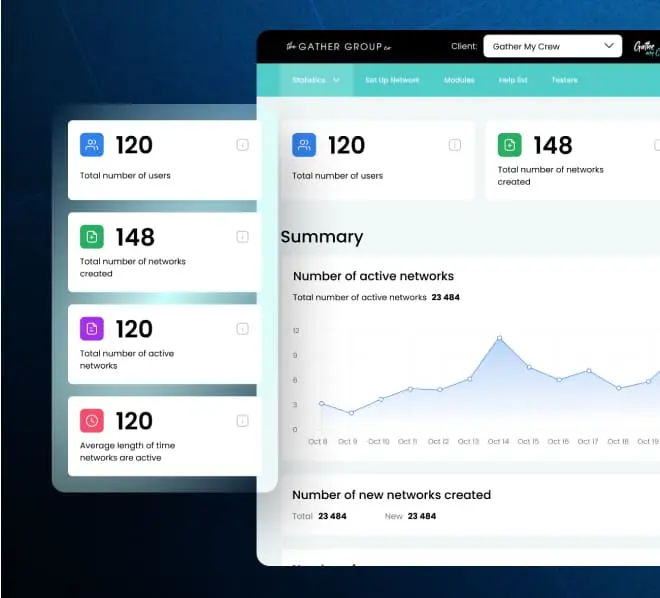 the GATHER GROUP co
Client:
Gather My Crew
Gather
Statistics
Set Up Network
Modules
Help list
Testers
120
Total number of users
148
Total number of networks
created
120
Total number of active
networks
120
Average length of time
networks are active
120
Total number of users
148
Total number of networks
created
Summary
Number of active networks
Total number of active networks 23 484
12
9
6
3
0
Oct 8 Oct 9 Oct 10 Oct 11 Oct 12 Oct 13 Oct 14 Oct 15 Oct 16 Oct 17 Oct 18 Oct 19
Number of new networks created
Total 23 484 New 23 484